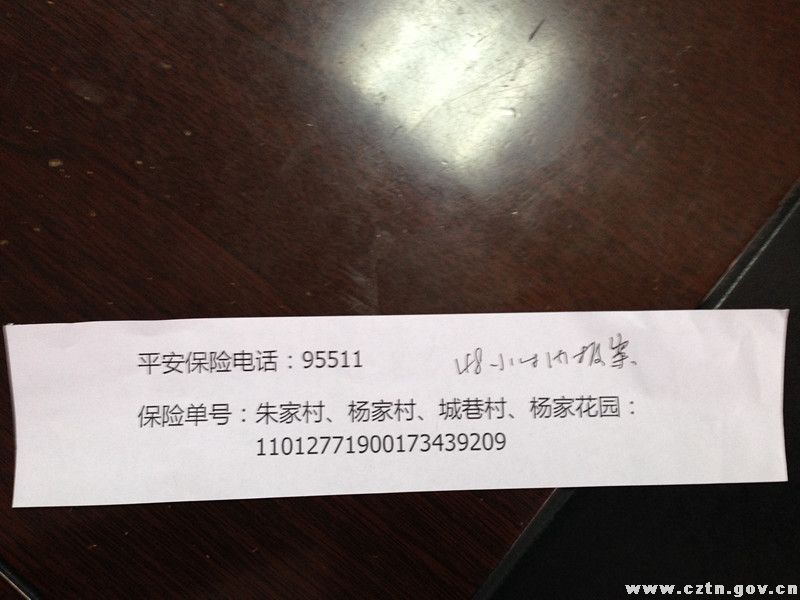 平安保险电话：95511 48小时内报案
保险单号：朱家村、杨家村、城巷村、杨家花园：
11012771900173439209
www.cztn.gov.cn